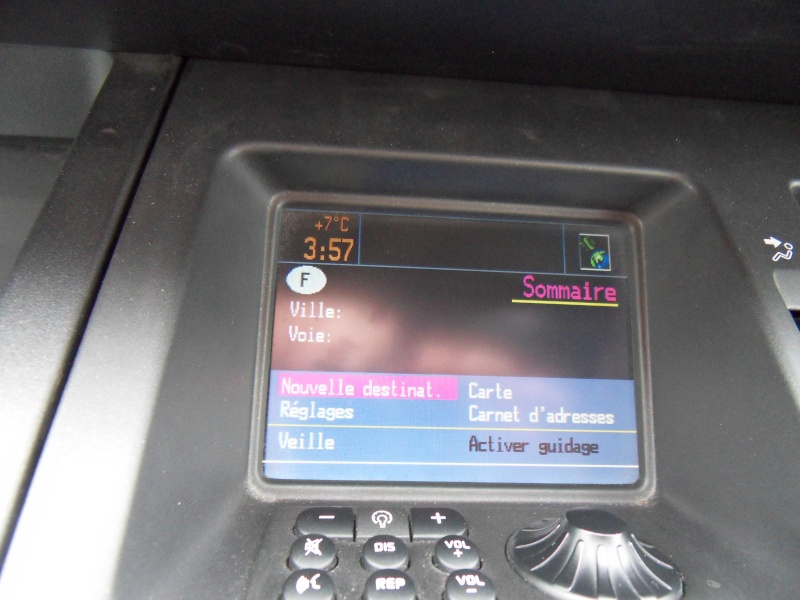 +7°C
3:57
F
Sommaire
Ville:
Voie:
Nouvelle destinat. Carte
Réglages Carnet d'adresses
Veille Activer guidage
− +
DIS VOL +
REP VOL −